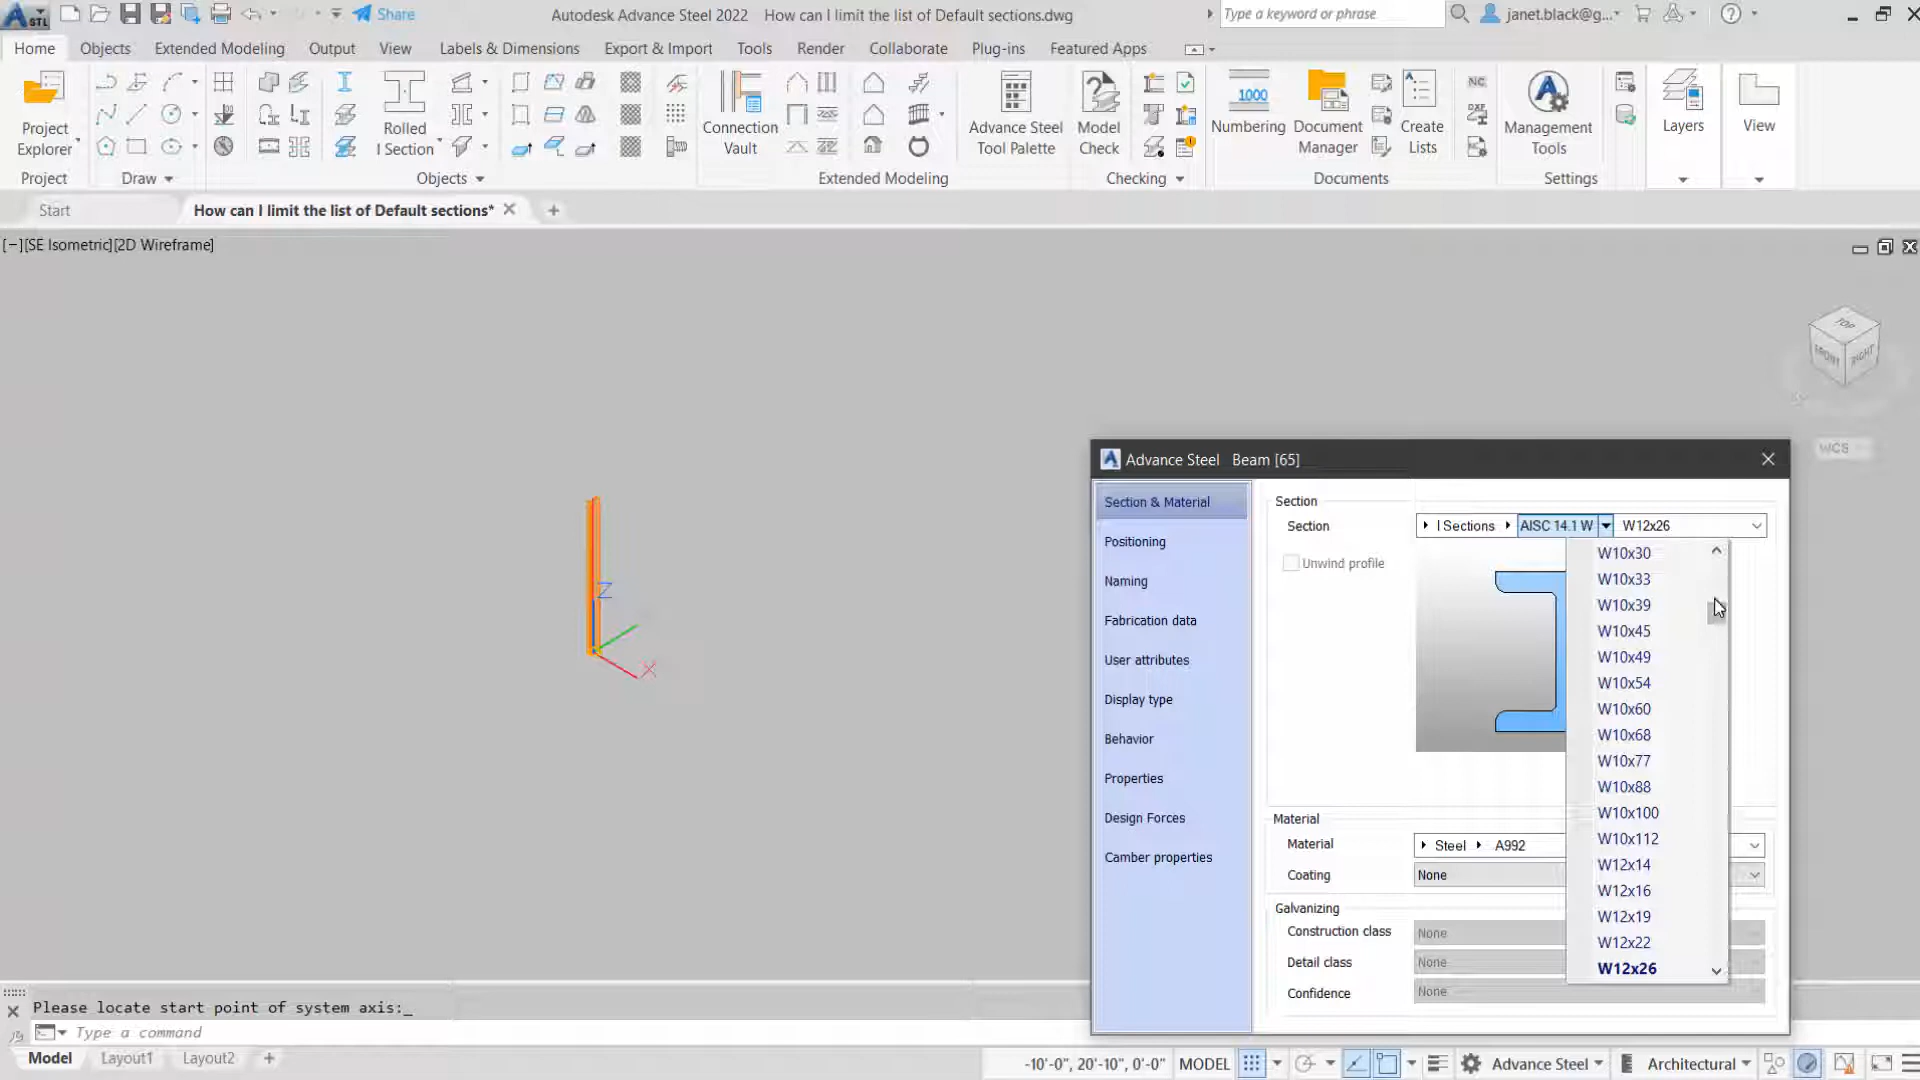 STL
Share
Autodesk Advance Steel 2022 How can I limit the list of Default sections.dwg
Type a keyword or phrase
janet.black@g...
Home Objects Extended Modeling Output View Labels & Dimensions Export & Import Tools Render Collaborate Plug-ins Featured Apps
Project Explorer
Rolled I Section
Connection Vault
Advance Steel Tool Palette
Model Check
1000
Numbering
Document Manager
Create Lists
NC
DXF
Management Tools
Layers
View
Project Draw Objects Extended Modeling Checking Documents Settings
Start
How can I limit the list of Default sections*
[−][SE Isometric][2D Wireframe]
TOP
FRONT RIGHT
WCS
Z
X
Advance Steel Beam [65]
Section & Material
Positioning
Naming
Fabrication data
User attributes
Display type
Behavior
Properties
Design Forces
Camber properties
Section
Section I Sections AISC 14.1 W W12x26
Unwind profile
W10x30
W10x33
W10x39
W10x45
W10x49
W10x54
W10x60
W10x68
W10x77
W10x88
W10x100
W10x112
W12x14
W12x16
W12x19
W12x22
W12x26
Material
Material Steel A992
Coating None
Galvanizing
Construction class None
Detail class None
Confidence None
Please locate start point of system axis:_
Type a command
Model Layout1 Layout2 +
-10'-0", 20'-10", 0'-0" MODEL Advance Steel Architectural